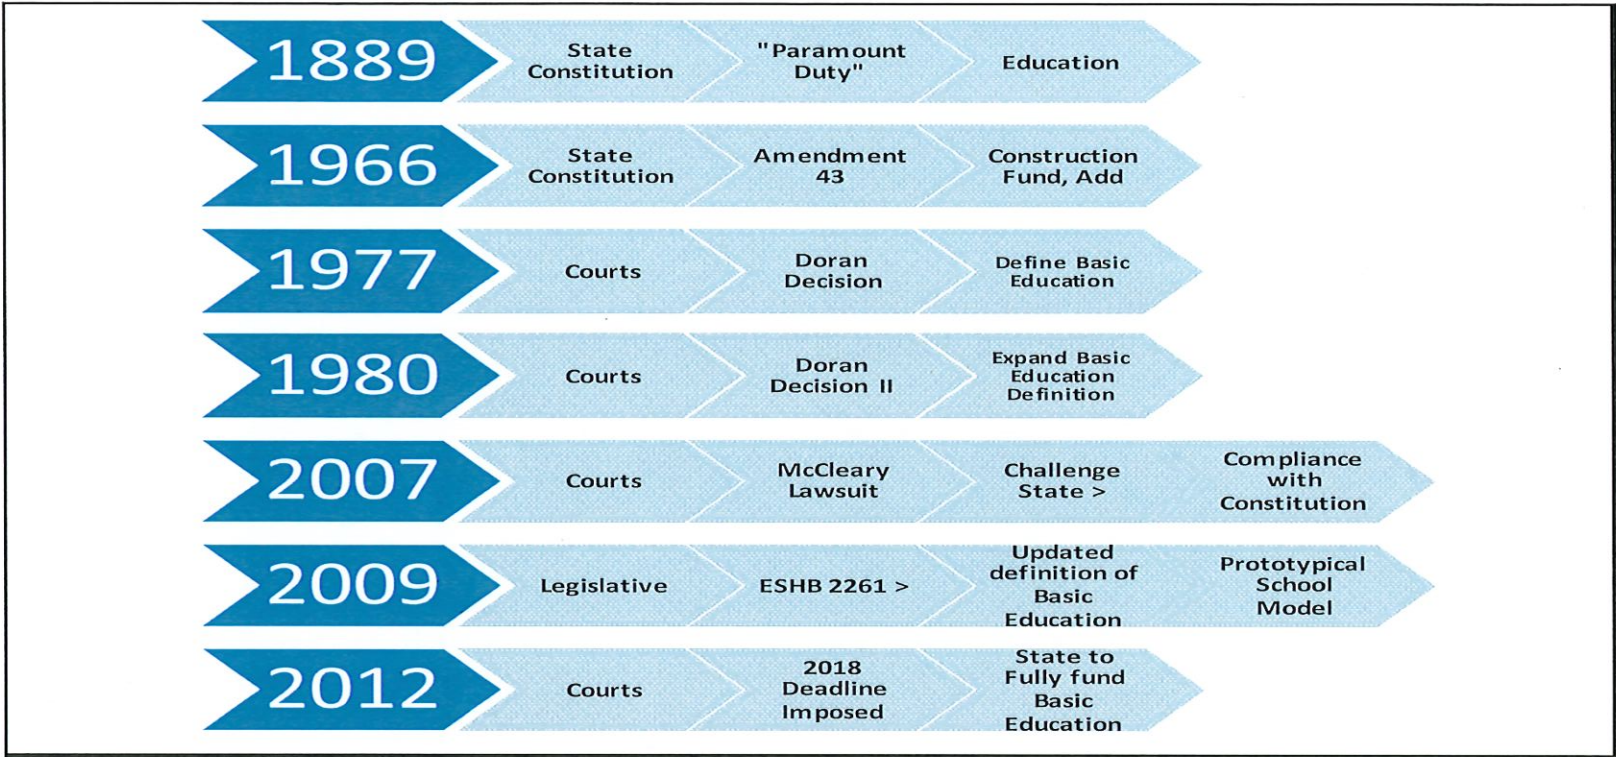 1889
State
Constitution
"Paramount
Duty"
Education
1966
State
Constitution
Amendment
43
Construction
Fund, Add
1977
Courts
Doran
Decision
Define Basic
Education
1980
Courts
Doran
Decision II
Expand Basic
Education
Definition
2007
Courts
McCleary
Lawsuit
Challenge
State >
Compliance
with
Constitution
2009
Legislative
ESHB 2261 >
Updated
definition of
Basic
Education
Prototypical
School
Model
2012
Courts
2018
Deadline
Imposed
State to
Fully fund
Basic
Education